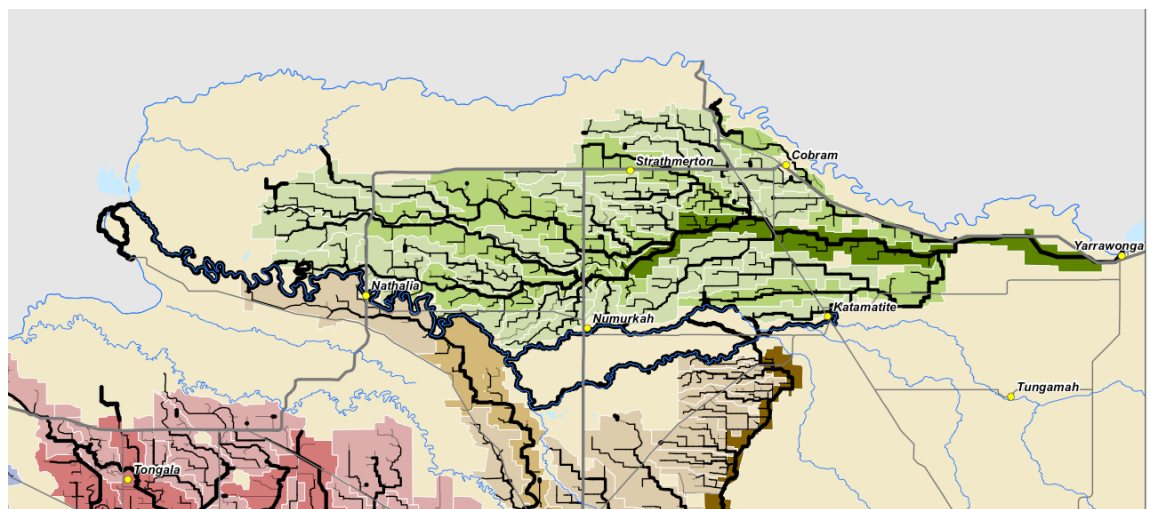 Cobram
Strathmerton
Yarrawonga
Nathalia
Katamatite
Numurkah
Tungamah
Tongala